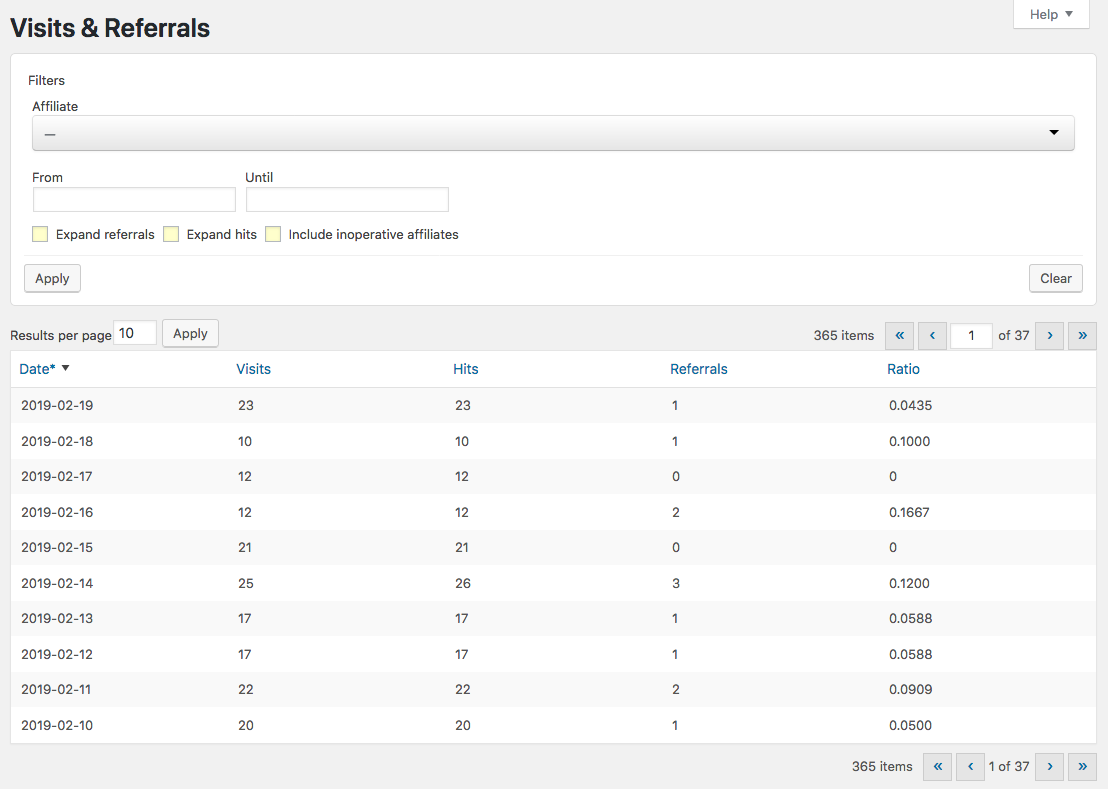 Help ▼
Visits & Referrals
Filters
Affiliate
—
From Until
Expand referrals Expand hits Include inoperative affiliates
Apply Clear
Results per page 10 Apply 365 items « ‹ 1 of 37 › »
Date* ▼ Visits Hits Referrals Ratio
2019-02-19 23 23 1 0.0435
2019-02-18 10 10 1 0.1000
2019-02-17 12 12 0 0
2019-02-16 12 12 2 0.1667
2019-02-15 21 21 0 0
2019-02-14 25 26 3 0.1200
2019-02-13 17 17 1 0.0588
2019-02-12 17 17 1 0.0588
2019-02-11 22 22 2 0.0909
2019-02-10 20 20 1 0.0500
365 items « ‹ 1 of 37 › »